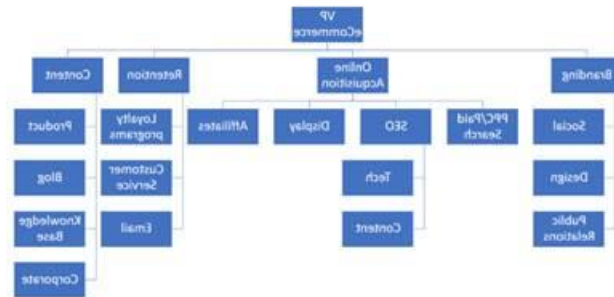 VP
eCommerce
Branding
Online
Acquisition
Retention
Content
Social
Design
Public
Relations
PPC/Paid
Search
SEO
Display
Affiliates
Tech
Content
Loyalty
programs
Customer
Service
Email
Product
Blog
Knowledge
Base
Corporate